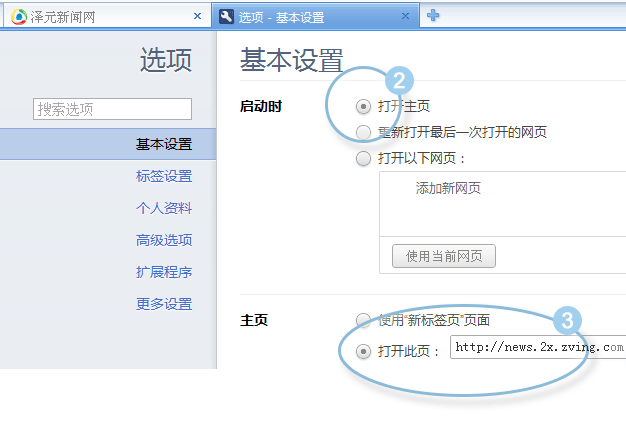 泽元新闻网
选项 - 基本设置
选项
搜索选项
基本设置
标签设置
个人资料
高级选项
扩展程序
更多设置
基本设置
2
启动时
打开主页
重新打开最后一次打开的网页
打开以下网页：
添加新网页
使用当前网页
3
主页
使用“新标签页”页面
打开此页：
http://news.2x.zving.com